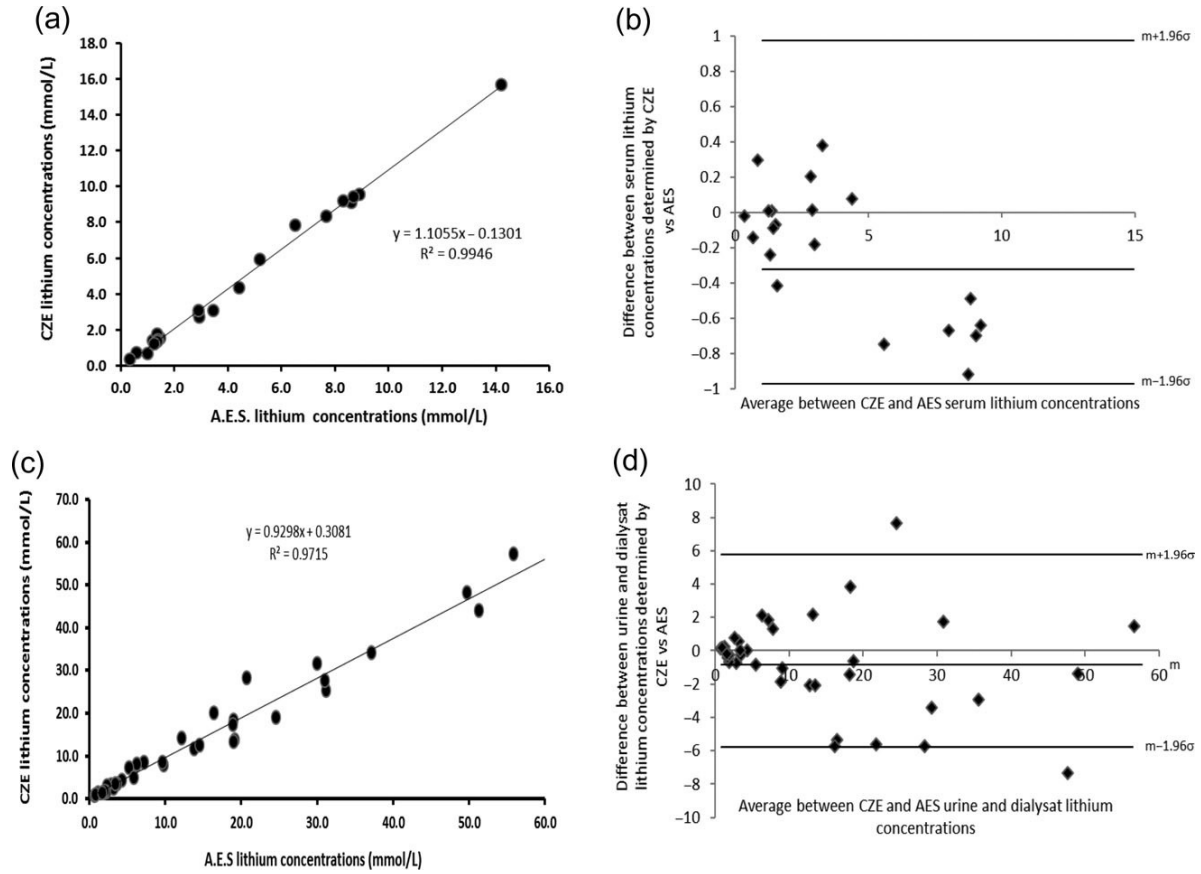 (a)
18.0
16.0
14.0
12.0
10.0
8.0
6.0
4.0
2.0
0.0
CZE lithium concentrations (mmol/L)
y = 1.1055x – 0.1301
R² = 0.9946
0.0 2.0 4.0 6.0 8.0 10.0 12.0 14.0 16.0
A.E.S. lithium concentrations (mmol/L)
(b)
1
0.8
0.6
0.4
0.2
0
−0.2
−0.4
−0.6
−0.8
−1
Difference between serum lithium
concentrations determined by CZE
vs AES
m+1.96σ
0 5 10 15
m−1.96σ
Average between CZE and AES serum lithium concentrations
(c)
70.0
60.0
50.0
40.0
30.0
20.0
10.0
0.0
CZE lithium concentrations (mmol/L)
y = 0.9298x + 0.3081
R² = 0.9715
0.0 10.0 20.0 30.0 40.0 50.0 60.0
A.E.S lithium concentrations (mmol/L)
(d)
10
8
6
4
2
0
−2
−4
−6
−8
−10
Difference between urine and dialysat
lithium concentrations determined by
CZE vs AES
m+1.96σ
m
0 10 20 30 40 50 60
m−1.96σ
Average between CZE and AES urine and dialysat lithium
concentrations